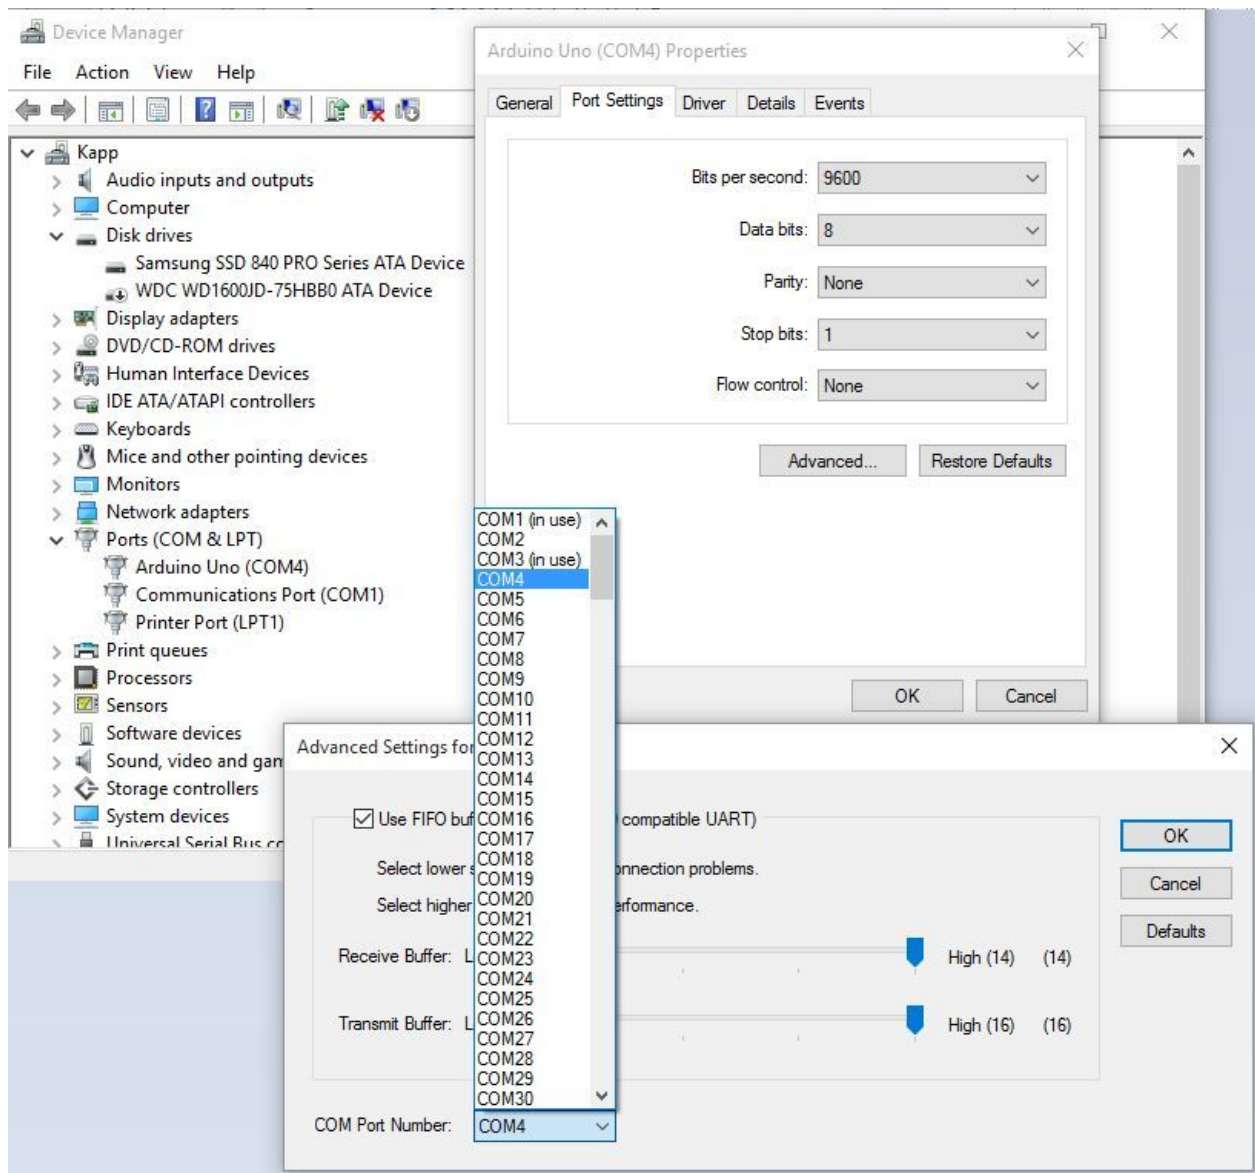 Device Manager
File Action View Help
Kapp
Audio inputs and outputs
Computer
Disk drives
Samsung SSD 840 PRO Series ATA Device
WDC WD1600JD-75HBB0 ATA Device
Display adapters
DVD/CD-ROM drives
Human Interface Devices
IDE ATA/ATAPI controllers
Keyboards
Mice and other pointing devices
Monitors
Network adapters
Ports (COM & LPT)
Arduino Uno (COM4)
Communications Port (COM1)
Printer Port (LPT1)
Print queues
Processors
Sensors
Software devices
Sound, video and gam
Storage controllers
System devices
Universal Serial Bus co
Arduino Uno (COM4) Properties
General Port Settings Driver Details Events
Bits per second: 9600
Data bits: 8
Parity: None
Stop bits: 1
Flow control: None
Advanced... Restore Defaults
OK Cancel
COM1 (in use)
COM2
COM3 (in use)
COM4
COM5
COM6
COM7
COM8
COM9
COM10
COM11
COM12
COM13
COM14
COM15
COM16
COM17
COM18
COM19
COM20
COM21
COM22
COM23
COM24
COM25
COM26
COM27
COM28
COM29
COM30
Advanced Settings for
Use FIFO buf compatible UART)
Select lower s onnection problems.
Select higher erformance.
Receive Buffer: L High (14) (14)
Transmit Buffer: L High (16) (16)
COM Port Number: COM4
OK
Cancel
Defaults